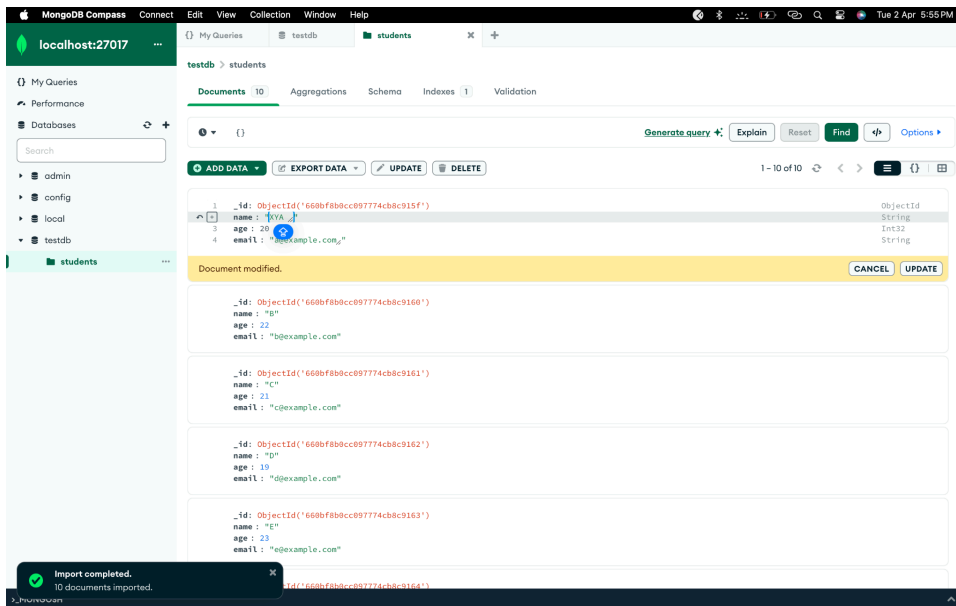 MongoDB Compass Connect Edit View Collection Window Help Tue 2 Apr 5:55 PM
localhost:27017 ...
{} My Queries testdb students × +
testdb > students
{} My Queries
Performance
Databases
Search
admin
config
local
testdb
students ...
Documents 10 Aggregations Schema Indexes 1 Validation
{} Generate query Explain Reset Find </> Options
ADD DATA EXPORT DATA UPDATE DELETE 1 – 10 of 10 {}
1 _id: ObjectId('660bf8b0cc097774cb8c915f') ObjectId
name : "XYA" String
3 age : 20 Int32
4 email : "a@example.com" String
Document modified. CANCEL UPDATE
_id: ObjectId('660bf8b0cc097774cb8c9160')
name : "B"
age : 22
email : "b@example.com"
_id: ObjectId('660bf8b0cc097774cb8c9161')
name : "C"
age : 21
email : "c@example.com"
_id: ObjectId('660bf8b0cc097774cb8c9162')
name : "D"
age : 19
email : "d@example.com"
_id: ObjectId('660bf8b0cc097774cb8c9163')
name : "E"
age : 23
email : "e@example.com"
Id('660bf8b0cc097774cb8c9164')
Import completed. ×
10 documents imported.
>_MONGOSH